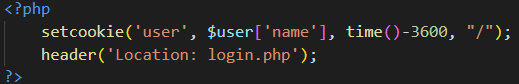 <?php
    setcookie('user', $user['name'], time()-3600, "/");
    header('Location: login.php');
?>